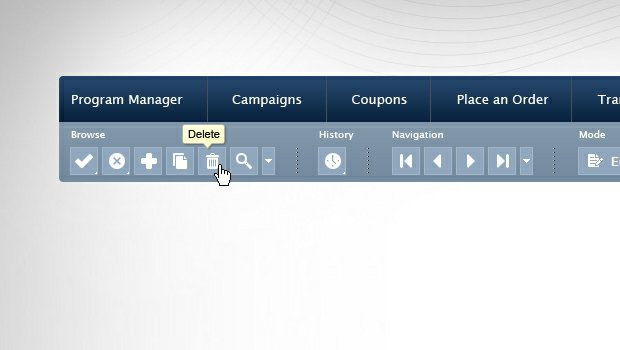 Program Manager Campaigns Coupons Place an Order
Browse Delete History Navigation Mode